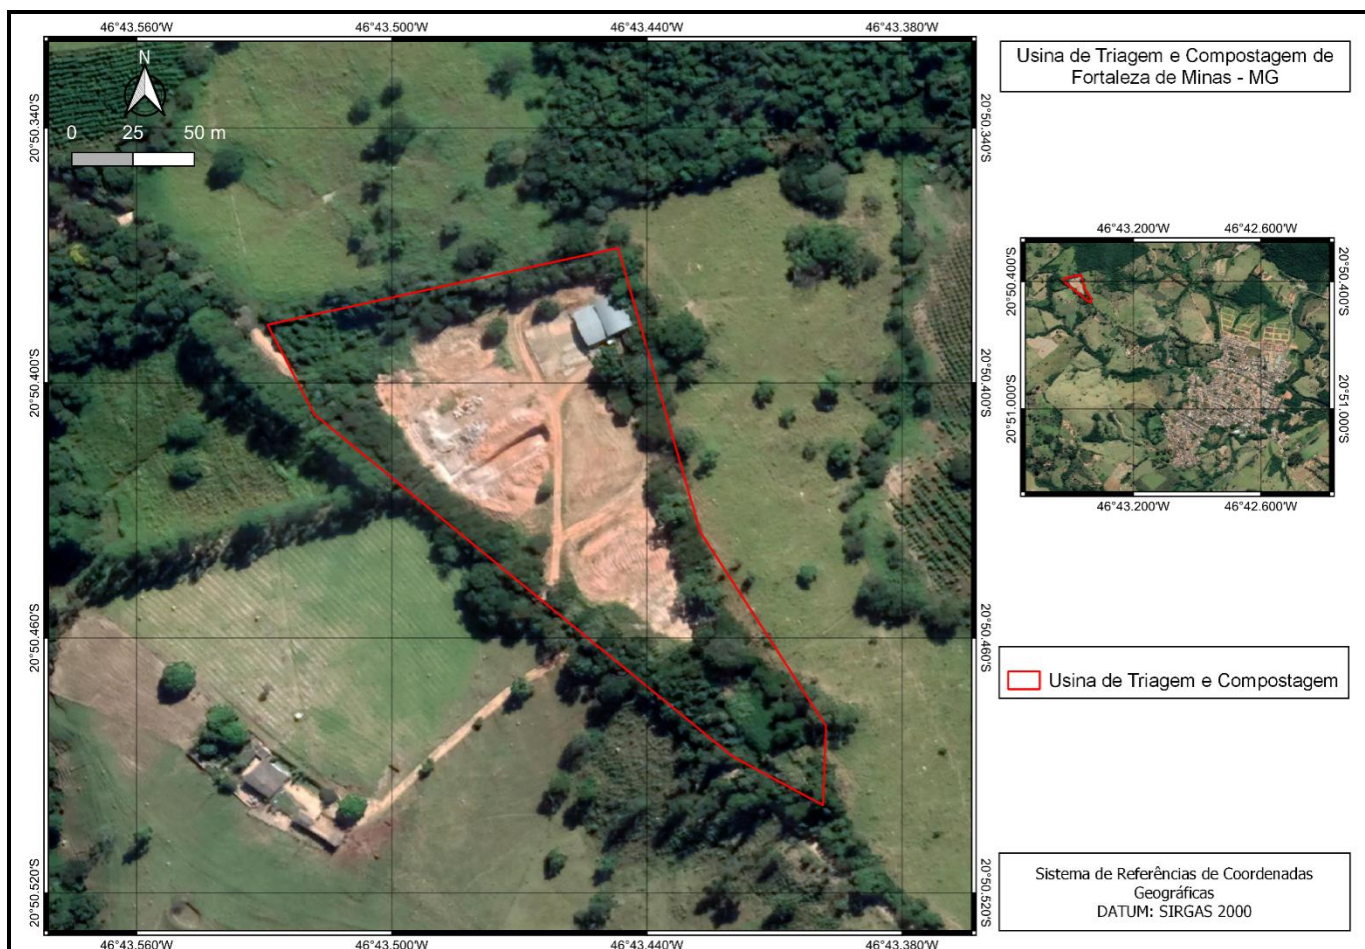 46°43.560'W 46°43.500'W 46°43.440'W 46°43.380'W
N
0 25 50 m
20°50.340'S
20°50.400'S
20°50.460'S
20°50.520'S
20°50.340'S
20°50.400'S
20°50.460'S
20°50.520'S
46°43.560'W 46°43.500'W 46°43.440'W 46°43.380'W
Usina de Triagem e Compostagem de
Fortaleza de Minas - MG
46°43.200'W 46°42.600'W
20°50.400'S
20°51.000'S
20°50.400'S
20°51.000'S
46°43.200'W 46°42.600'W
Usina de Triagem e Compostagem
Sistema de Referências de Coordenadas
Geográficas
DATUM: SIRGAS 2000